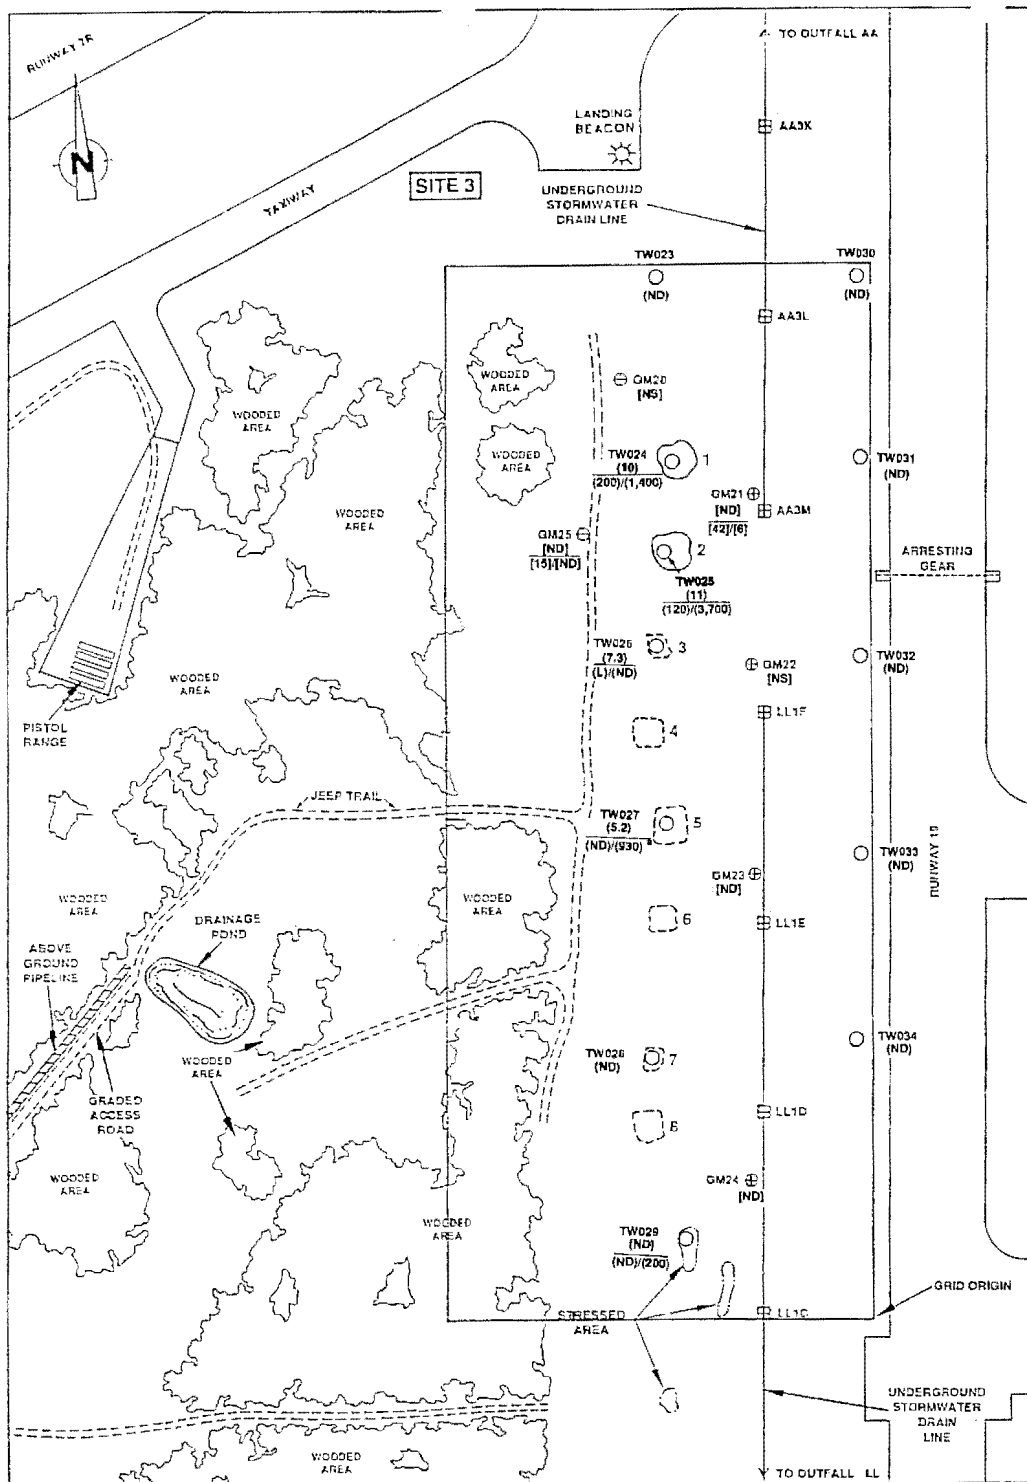 TO OUTFALL AA
RUNWAY 7R
LANDING
BEACON
AA3K
N
SITE 3
TAXIWAY
UNDERGROUND
STORMWATER
DRAIN LINE
TW023
(ND)
TW030
(ND)
AA3L
WOODED
AREA
GM20
[NS]
WOODED
AREA
WOODED
AREA
TW024
(10)
(200)/(1,400)
1
TW031
(ND)
GM21
[ND]
[42]/[6]
AA3M
WOODED
AREA
GM25
[ND]
[15]/[ND]
2
TW025
(11)
(120)/(3,700)
ARRESTING
GEAR
TW026
(7.3)
(L)/(ND)
3
GM22
[NS]
TW032
(ND)
WOODED
AREA
PISTOL
RANGE
4
LL1F
JEEP TRAIL
TW027
(5.2)
(ND)/(930)
5
TW033
(ND)
RUNWAY 19
GM23
[ND]
WOODED
AREA
WOODED
AREA
DRAINAGE
POND
6
LL1E
ABOVE
GROUND
PIPELINE
WOODED
AREA
TW028
(ND)
7
TW034
(ND)
GRADED
ACCESS
ROAD
8
LL1D
WOODED
AREA
GM24
[ND]
WOODED
AREA
TW029
(ND)
(ND)/(200)
GRID ORIGIN
STRESSED
AREA
LL1C
UNDERGROUND
STORMWATER
DRAIN
LINE
WOODED
AREA
TO OUTFALL LL